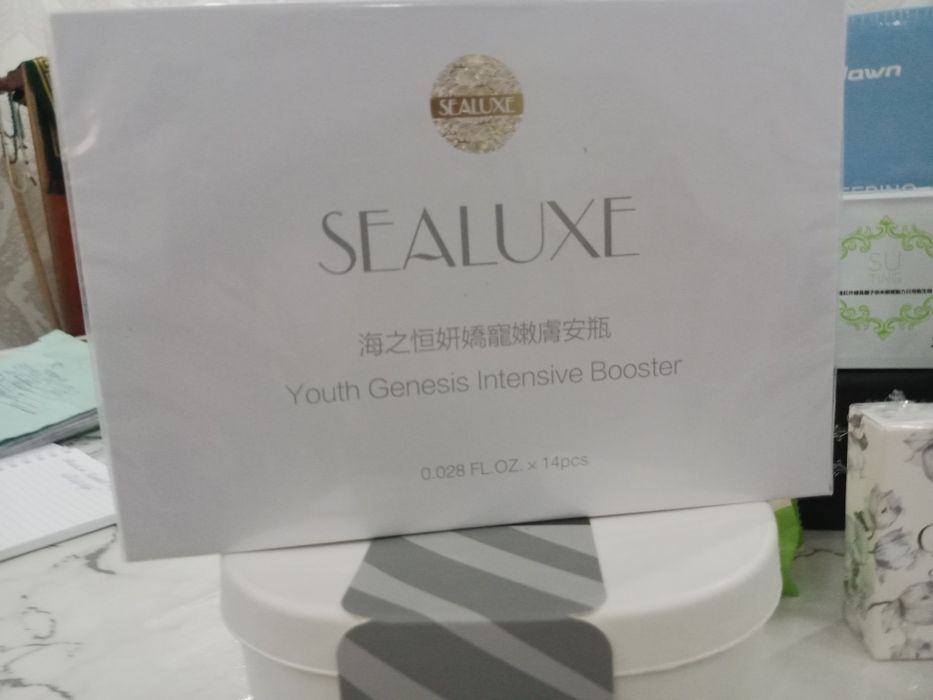 SEALUXE
SEALUXE
海之恒妍嬌寵嫩膚安瓶
Youth Genesis Intensive Booster
0.028 FL.OZ. × 14pcs
SU